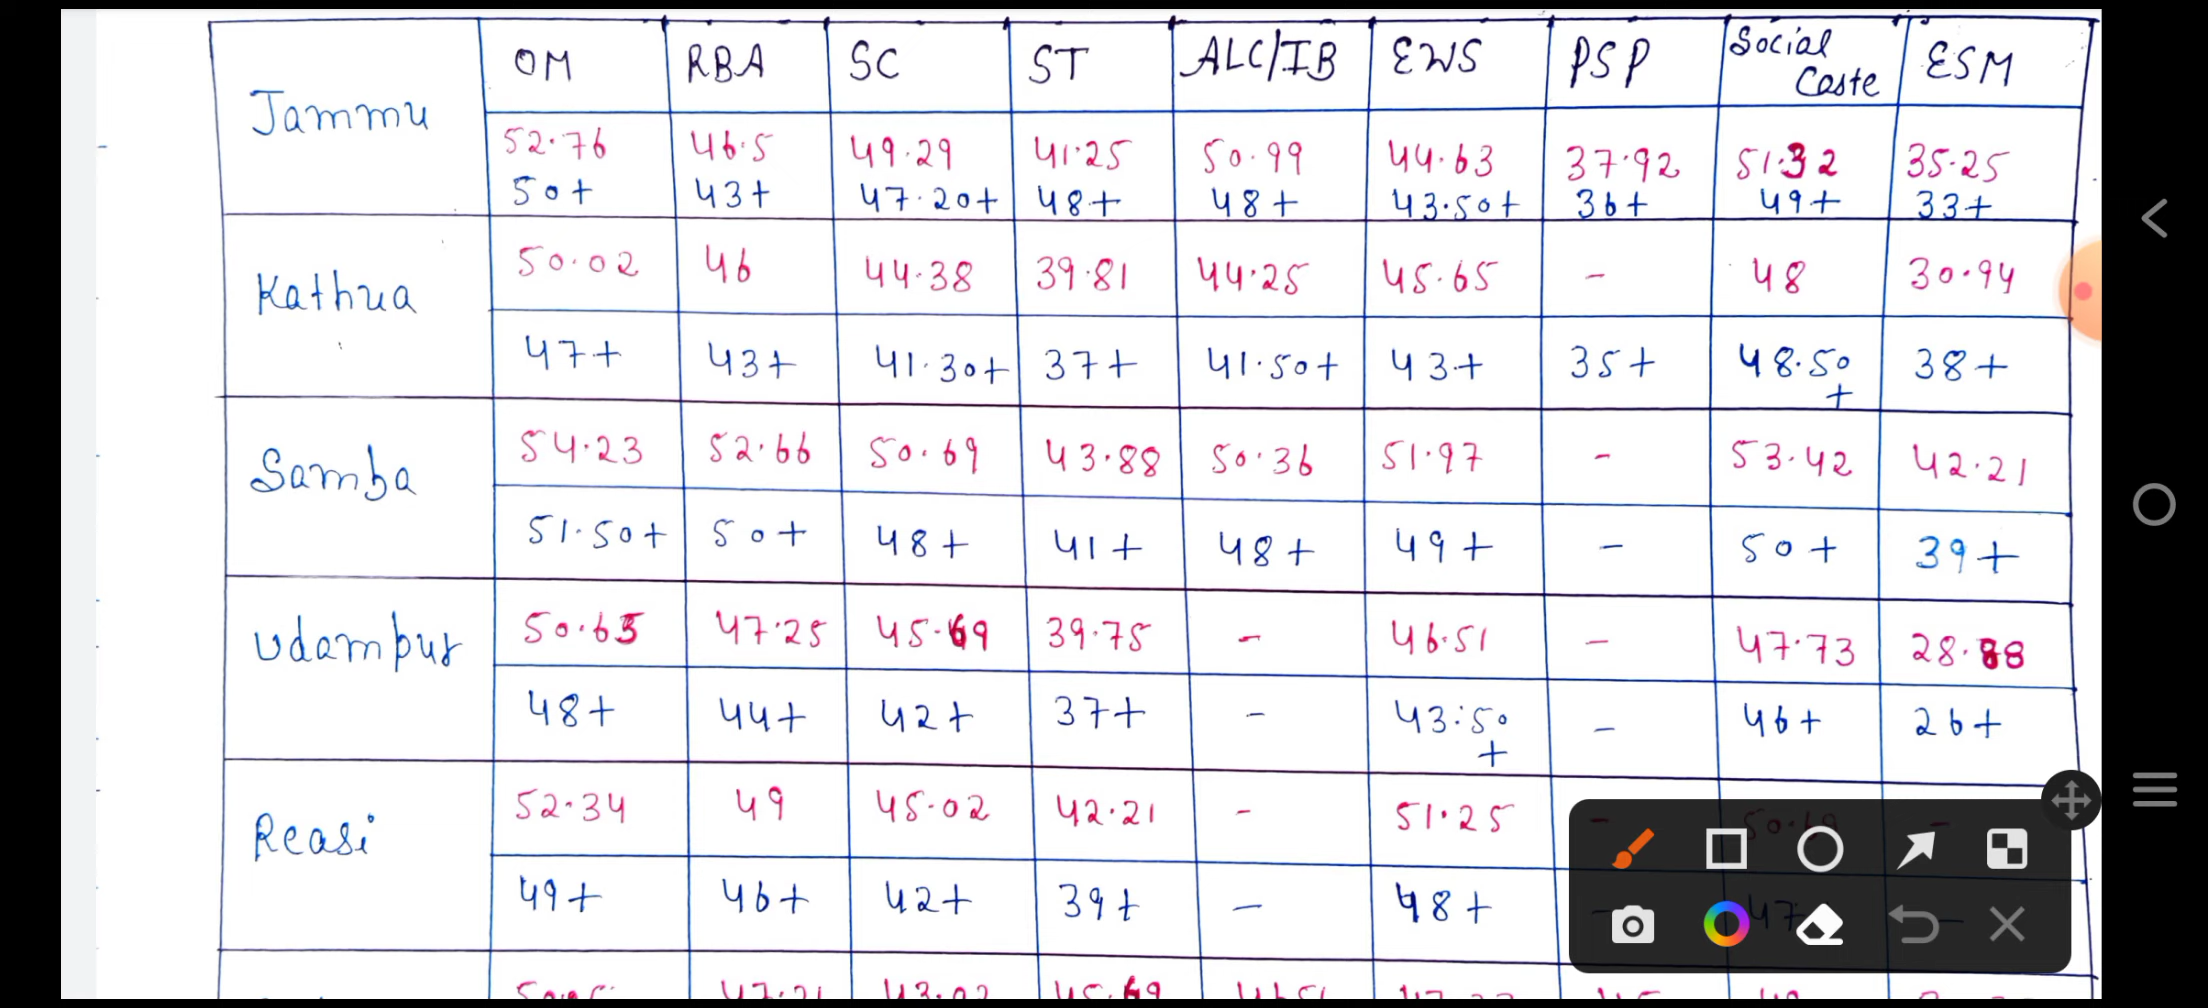 Jammu OM RBA SC ST ALC/IB EWS PSP Social Caste ESM
52.76 46.5 49.29 41.25 50.99 44.63 37.92 51.32 35.25
50+ 43+ 47.20+ 48+ 48+ 43.50+ 36+ 49+ 33+
Kathua 50.02 46 44.38 39.81 44.25 45.65 - 48 30.94
47+ 43+ 41.30+ 37+ 41.50+ 43+ 35+ 48.50+ 38+
Samba 54.23 52.66 50.69 43.88 50.36 51.97 - 53.42 42.21
51.50+ 50+ 48+ 41+ 48+ 49+ - 50+ 39+
Udampur 50.65 47.25 45.69 39.75 - 46.51 - 47.73 28.88
48+ 44+ 42+ 37+ - 43.50+ - 46+ 26+
Reasi 52.34 49 45.02 42.21 - 51.25 -
49+ 46+ 42+ 39+ - 48+ -